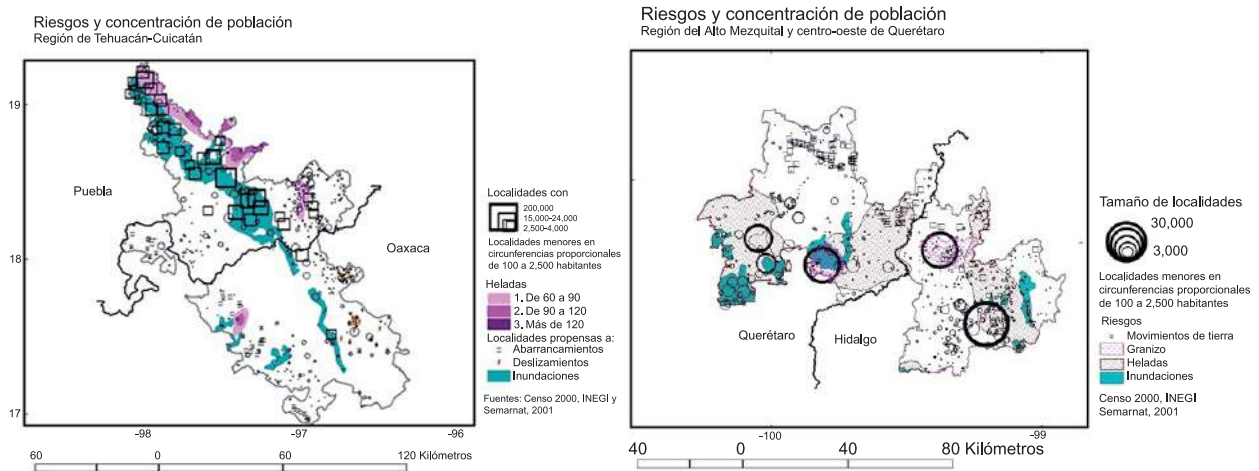 Riesgos y concentración de población
Región de Tehuacán-Cuicatán
19
18
17
Puebla
Oaxaca
-98
-97
-96
60
0
60
120 Kilómetros
Localidades con
200,000
15,000-24,000
2,500-4,000
Localidades menores en
circunferencias proporcionales
de 100 a 2,500 habitantes
Heladas
1. De 60 a 90
2. De 90 a 120
3. Más de 120
Localidades propensas a:
Abarrancamientos
Deslizamientos
Inundaciones
Fuentes: Censo 2000, INEGI y
Semarnat, 2001
Riesgos y concentración de población
Región del Alto Mezquital y centro-oeste de Querétaro
Querétaro
Hidalgo
-100
-99
40
0
40
80 Kilómetros
Tamaño de localidades
30,000
3,000
Localidades menores en
circunferencias proporcionales
de 100 a 2,500 habitantes
Riesgos
Movimientos de tierra
Granizo
Heladas
Inundaciones
Censo 2000, INEGI
Semarnat, 2001